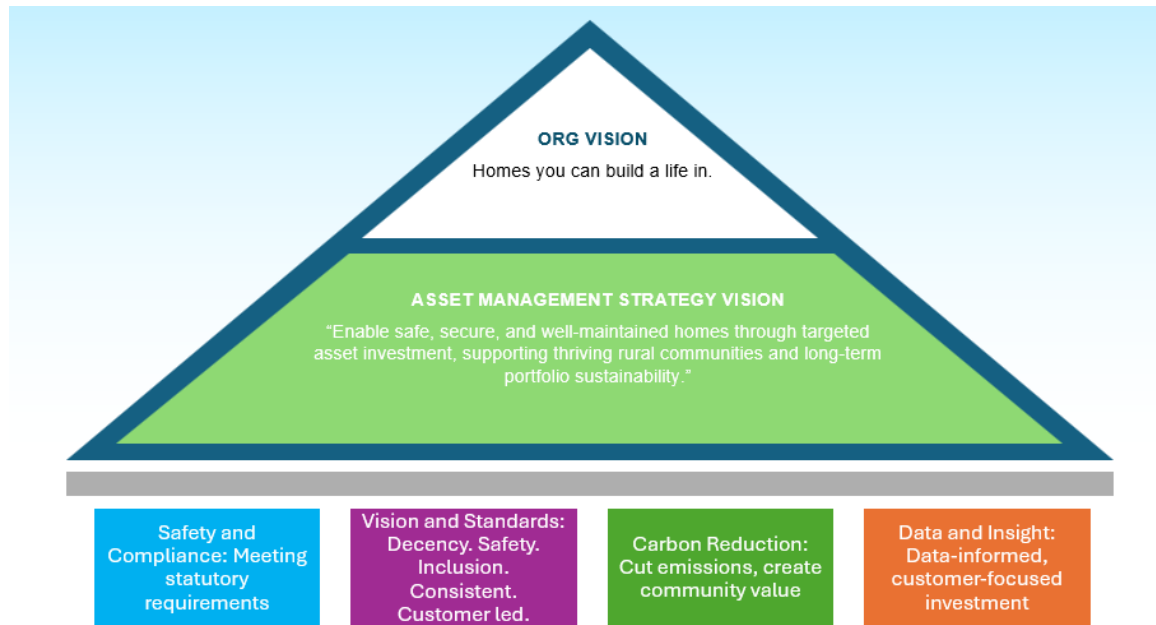 ORG VISION
Homes you can build a life in.
ASSET MANAGEMENT STRATEGY VISION
“Enable safe, secure, and well-maintained homes through targeted
asset investment, supporting thriving rural communities and long-term
portfolio sustainability.”
Safety and
Compliance: Meeting
statutory
requirements
Vision and Standards:
Decency. Safety.
Inclusion.
Consistent.
Customer led.
Carbon Reduction:
Cut emissions, create
community value
Data and Insight:
Data-informed,
customer-focused
investment